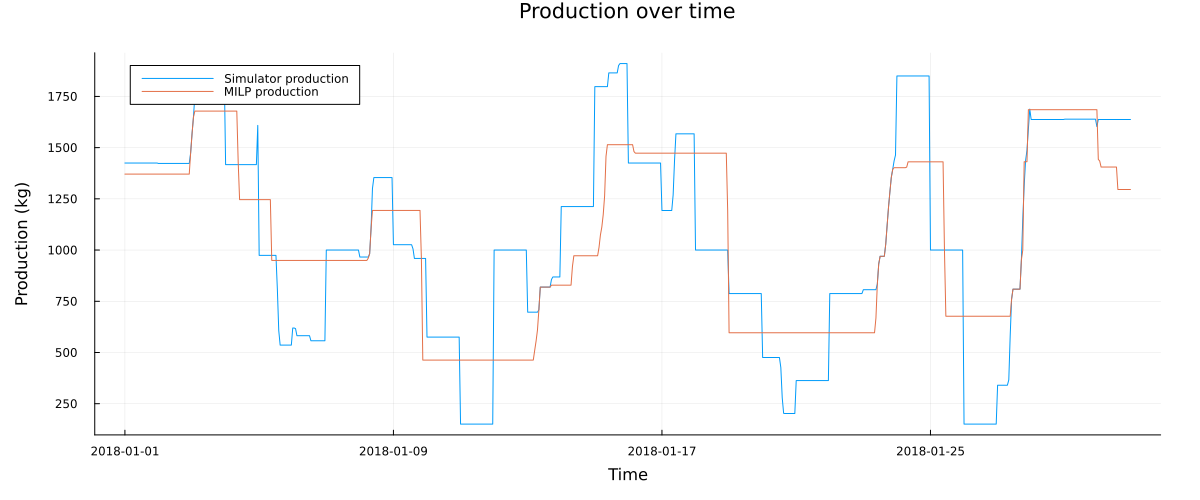 Production over time
Simulator production
MILP production
1750
1500
1250
1000
750
500
250
Production (kg)
2018-01-01
2018-01-09
2018-01-17
2018-01-25
Time